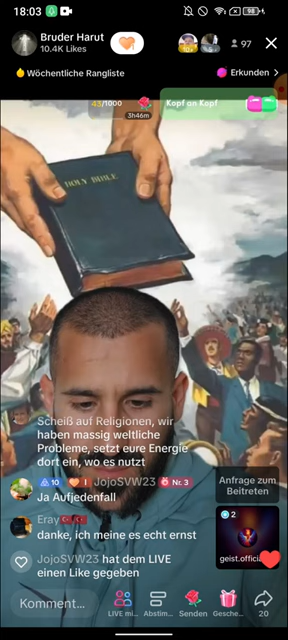 18:03
98
Bruder Harut
10.4K Likes
97
Wöchentliche Rangliste
Erkunden
43/1000
Kopf an Kopf
3h46m
HOLY BIBLE
Scheiß auf Religionen, wir
haben massig weltliche
Probleme, setzt eure Energie
dort ein, wo es nutzt
10 I JojoSVW23 Nr. 3
Ja Aufjedenfall
Anfrage zum
Beitreten
Eray
danke, ich meine es echt ernst
2
geist.offici
JojoSVW23 hat dem LIVE
einen Like gegeben
Komment...
LIVE mi...
Abstim...
Senden
Gesche...
20